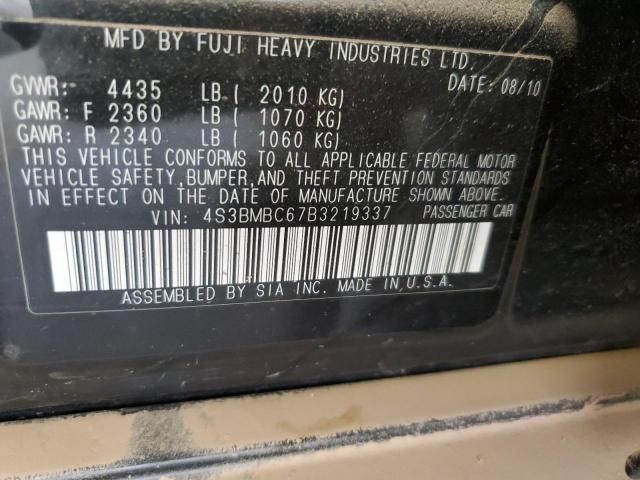 MFD BY FUJI HEAVY INDUSTRIES LTD.
DATE: 08/10
GVWR: 4435 LB ( 2010 KG)
GAWR: F 2360 LB ( 1070 KG)
GAWR: R 2340 LB ( 1060 KG)
THIS VEHICLE CONFORMS TO ALL APPLICABLE FEDERAL MOTOR
VEHICLE SAFETY, BUMPER, AND THEFT PREVENTION STANDARDS
IN EFFECT ON THE DATE OF MANUFACTURE SHOWN ABOVE.
VIN: 4S3BMBC67B3219337 PASSENGER CAR
ASSEMBLED BY SIA INC. MADE IN U.S.A.